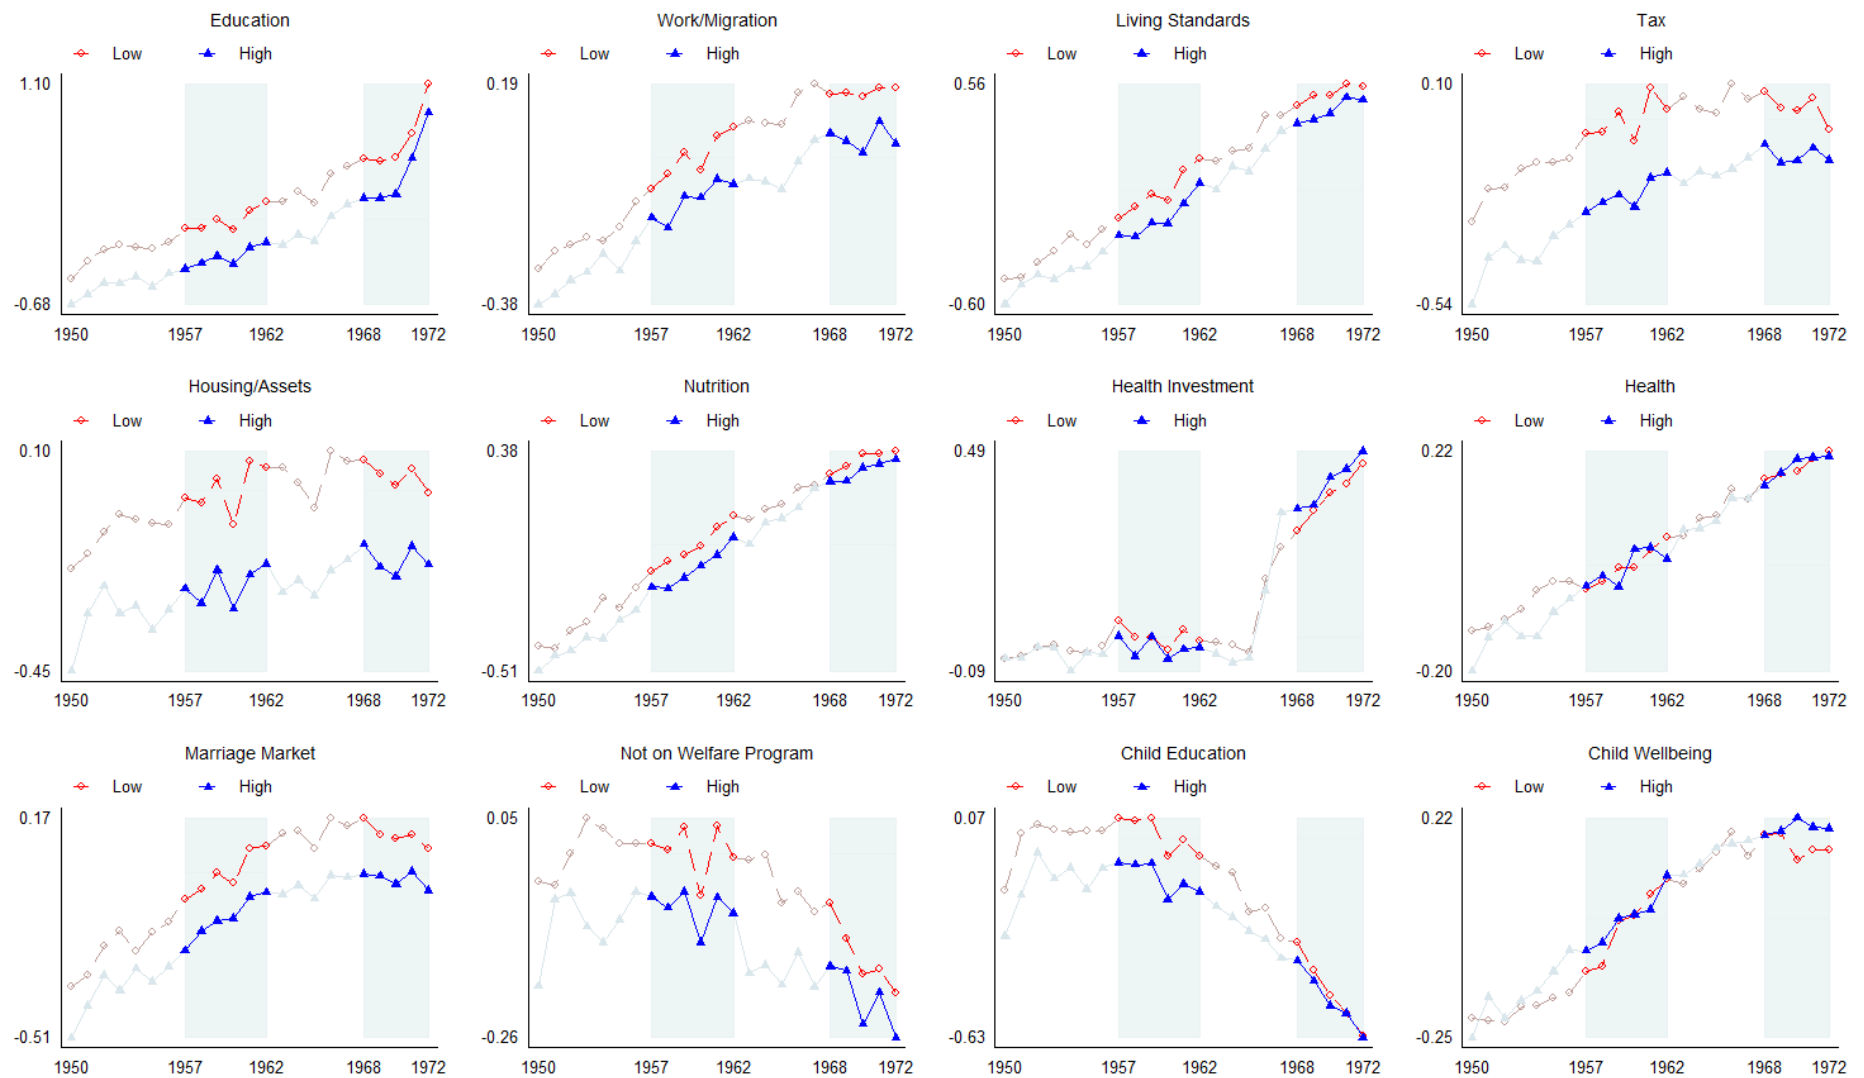 Education Work/Migration Living Standards Tax
Low High Low High Low High Low High
1.10 0.19 0.56 0.10
-0.68 -0.38 -0.60 -0.54
1950 1957 1962 1968 1972 1950 1957 1962 1968 1972 1950 1957 1962 1968 1972 1950 1957 1962 1968 1972
Housing/Assets Nutrition Health Investment Health
Low High Low High Low High Low High
0.10 0.38 0.49 0.22
-0.45 -0.51 -0.09 -0.20
1950 1957 1962 1968 1972 1950 1957 1962 1968 1972 1950 1957 1962 1968 1972 1950 1957 1962 1968 1972
Marriage Market Not on Welfare Program Child Education Child Wellbeing
Low High Low High Low High Low High
0.17 0.05 0.07 0.22
-0.51 -0.26 -0.63 -0.25
1950 1957 1962 1968 1972 1950 1957 1962 1968 1972 1950 1957 1962 1968 1972 1950 1957 1962 1968 1972